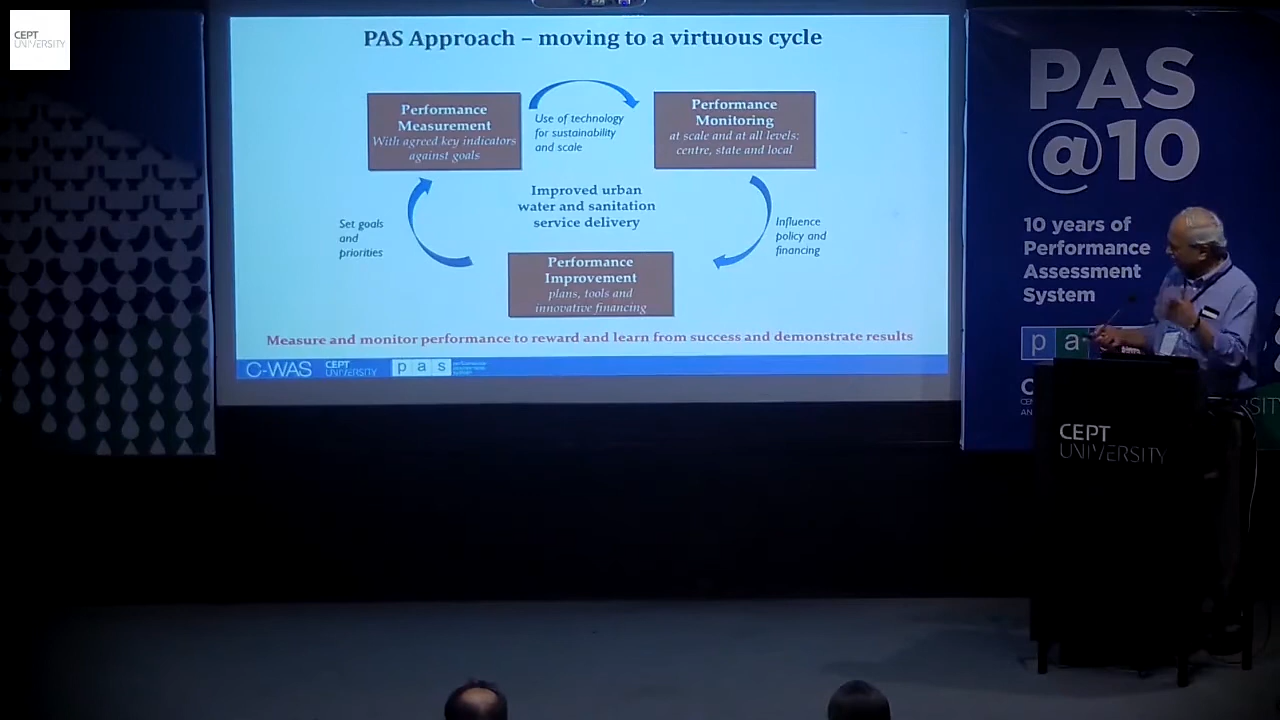 CEPT
UNIVERSITY
PAS Approach – moving to a virtuous cycle
Performance
Measurement
With agreed key indicators
against goals
Use of technology
for sustainability
and scale
Performance
Monitoring
at scale and at all levels:
centre, state and local
Improved urban
water and sanitation
service delivery
Set goals
and
priorities
Influence
policy and
financing
Performance
Improvement
plans, tools and
innovative financing
Measure and monitor performance to reward and learn from success and demonstrate results
C-WAS
CEPT
UNIVERSITY
p a s
PAS
@10
10 years of
Performance
Assessment
System
p a
CEPT
UNIVERSITY